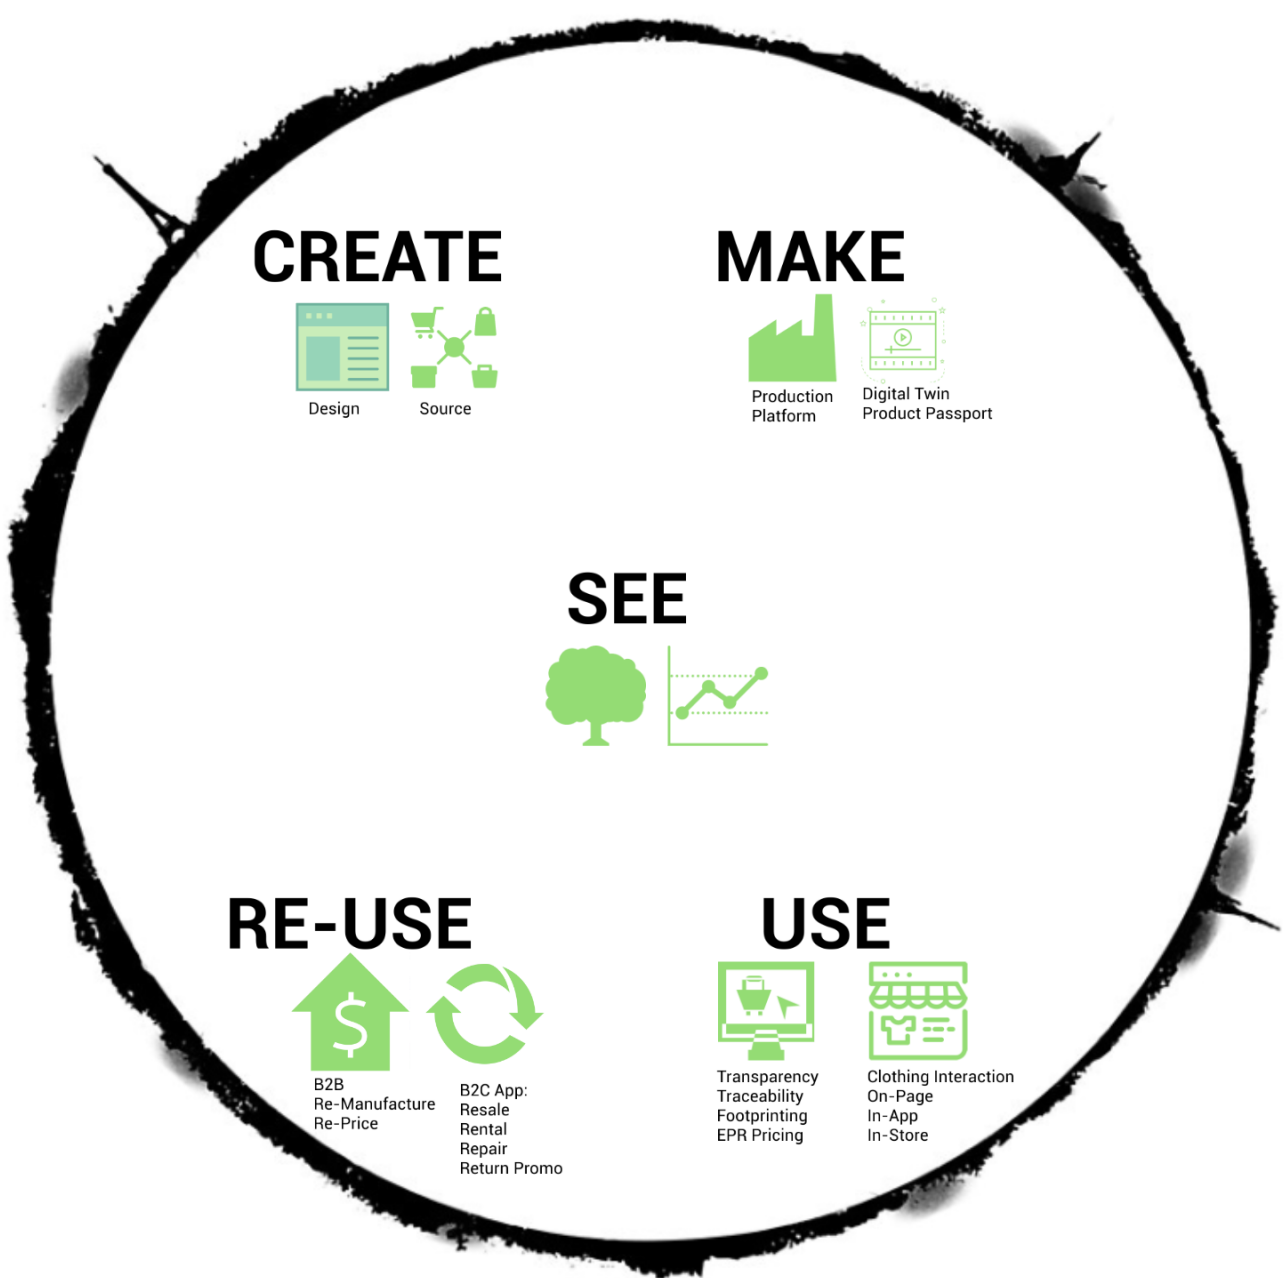 CREATE
Design
Source
MAKE
Production
Platform
Digital Twin
Product Passport
SEE
RE-USE
$
B2B
Re-Manufacture
Re-Price
B2C App:
Resale
Rental
Repair
Return Promo
USE
Transparency
Traceability
Footprinting
EPR Pricing
Clothing Interaction
On-Page
In-App
In-Store